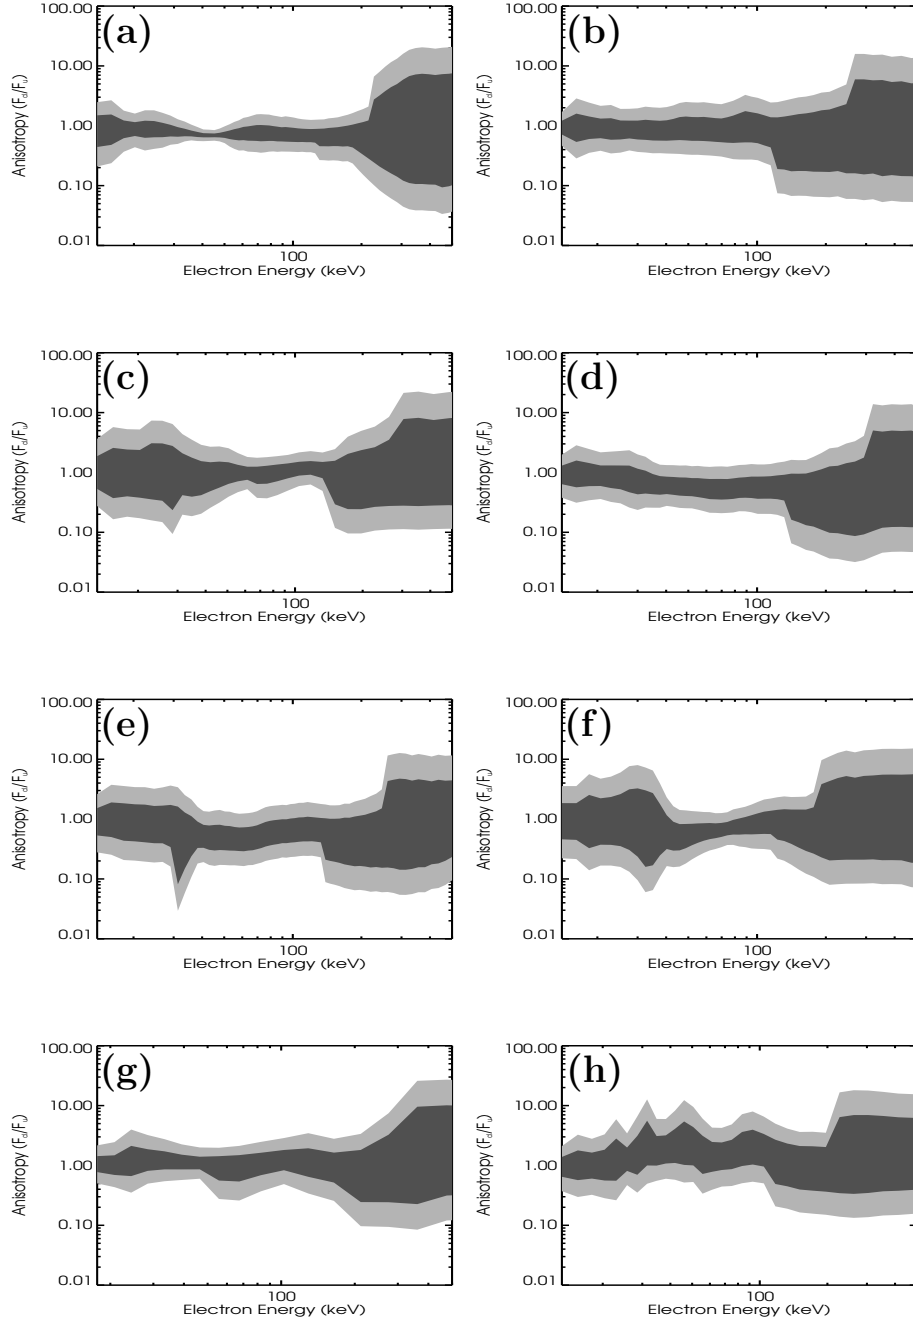 (a)
100.00
10.00
1.00
0.10
0.01
Anisotropy (F_d/F_u)
100
Electron Energy (keV)
(b)
100.00
10.00
1.00
0.10
0.01
Anisotropy (F_d/F_u)
100
Electron Energy (keV)
(c)
100.00
10.00
1.00
0.10
0.01
Anisotropy (F_d/F_u)
100
Electron Energy (keV)
(d)
100.00
10.00
1.00
0.10
0.01
Anisotropy (F_d/F_u)
100
Electron Energy (keV)
(e)
100.00
10.00
1.00
0.10
0.01
Anisotropy (F_d/F_u)
100
Electron Energy (keV)
(f)
100.00
10.00
1.00
0.10
0.01
Anisotropy (F_d/F_u)
100
Electron Energy (keV)
(g)
100.00
10.00
1.00
0.10
0.01
Anisotropy (F_d/F_u)
100
Electron Energy (keV)
(h)
100.00
10.00
1.00
0.10
0.01
Anisotropy (F_d/F_u)
100
Electron Energy (keV)